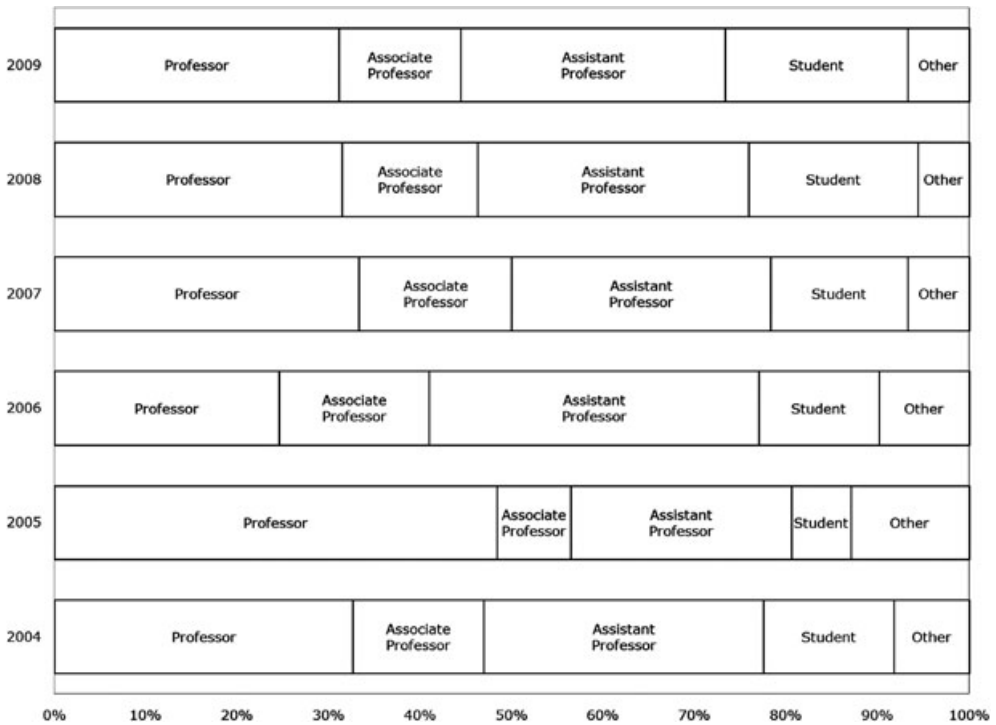 2009
Professor
Associate
Professor
Assistant
Professor
Student
Other
2008
Professor
Associate
Professor
Assistant
Professor
Student
Other
2007
Professor
Associate
Professor
Assistant
Professor
Student
Other
2006
Professor
Associate
Professor
Assistant
Professor
Student
Other
2005
Professor
Associate
Professor
Assistant
Professor
Student
Other
2004
Professor
Associate
Professor
Assistant
Professor
Student
Other
0% 10% 20% 30% 40% 50% 60% 70% 80% 90% 100%